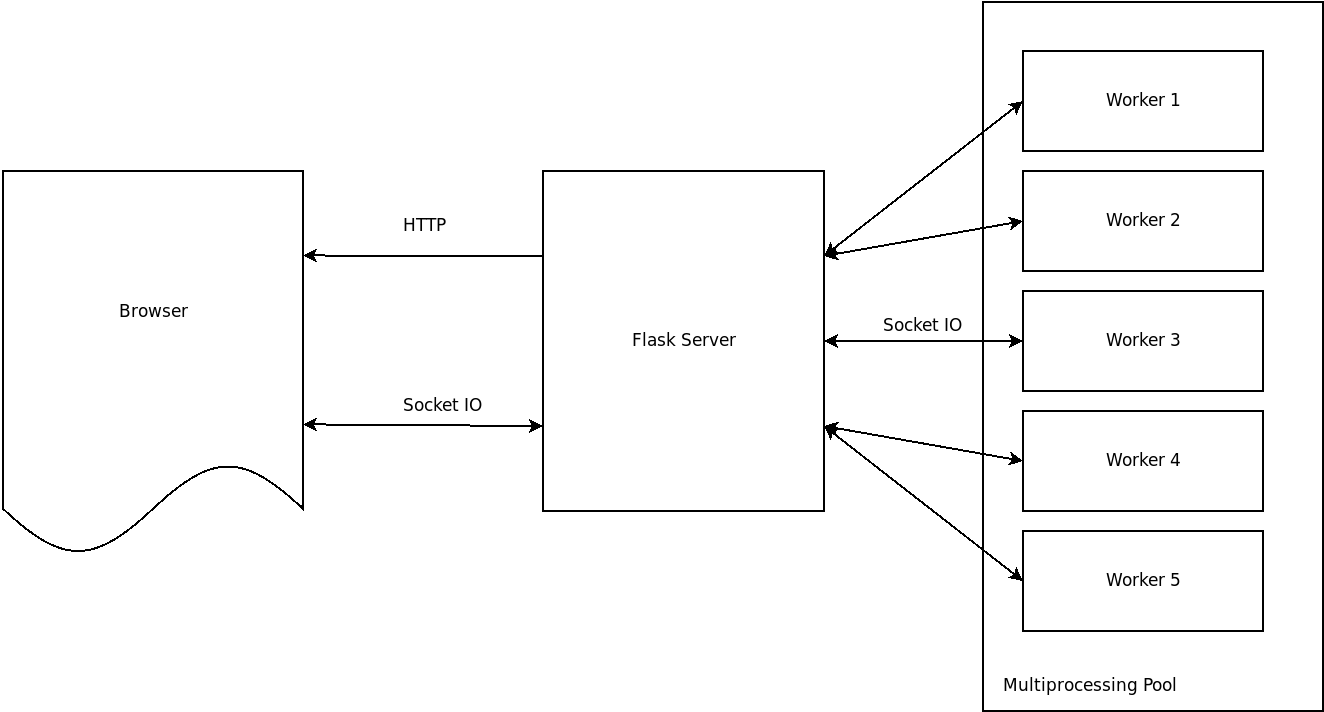 Browser
HTTP
Socket IO
Flask Server
Socket IO
Worker 1
Worker 2
Worker 3
Worker 4
Worker 5
Multiprocessing Pool